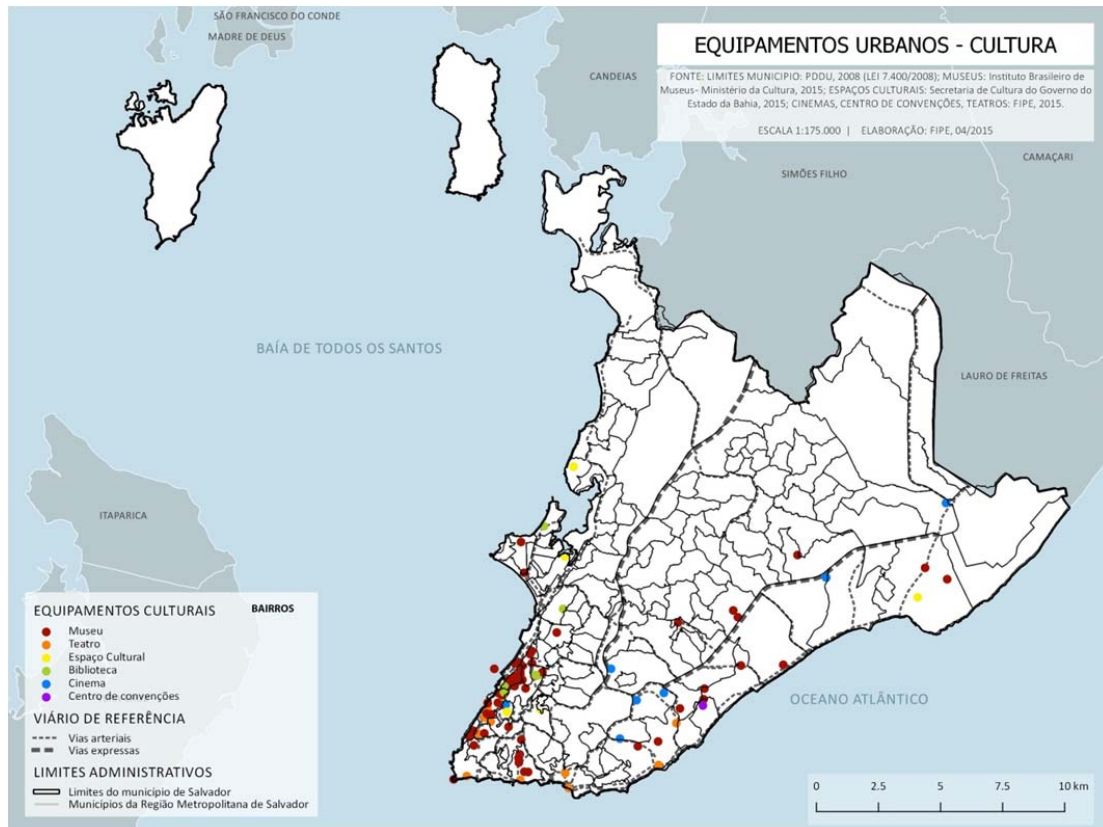 SÃO FRANCISCO DO CONDE
MADRE DE DEUS
EQUIPAMENTOS URBANOS - CULTURA
CANDEIAS
FONTE: LIMITES MUNICIPIO: PDDU, 2008 (LEI 7.400/2008); MUSEUS: Instituto Brasileiro de
Museus- Ministério da Cultura, 2015; ESPAÇOS CULTURAIS: Secretaria de Cultura do Governo do
Estado da Bahia, 2015; CINEMAS, CENTRO DE CONVENÇÕES, TEATROS: FIPE, 2015.
ESCALA 1:175.000 | ELABORAÇÃO: FIPE, 04/2015
CAMAÇARI
SIMÕES FILHO
BAÍA DE TODOS OS SANTOS
LAURO DE FREITAS
ITAPARICA
EQUIPAMENTOS CULTURAIS BAIRROS
Museu
Teatro
Espaço Cultural
Biblioteca
Cinema
Centro de convenções
VIÁRIO DE REFERÊNCIA
Vias arteriais
Vias expressas
LIMITES ADMINISTRATIVOS
Limites do município de Salvador
Municípios da Região Metropolitana de Salvador
OCEANO ATLÂNTICO
0 2.5 5 7.5 10 km